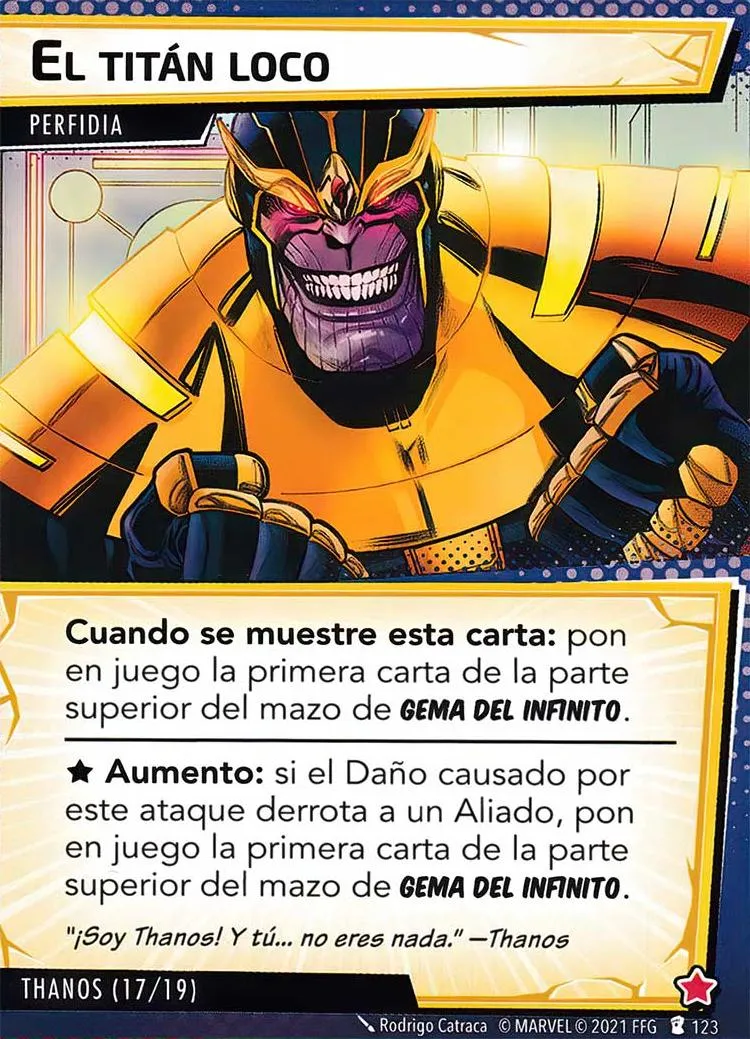 EL TITÁN LOCO
PERFIDIA
Cuando se muestre esta carta: pon
en juego la primera carta de la parte
superior del mazo de GEMA DEL INFINITO.
★ Aumento: si el Daño causado por
este ataque derrota a un Aliado, pon
en juego la primera carta de la parte
superior del mazo de GEMA DEL INFINITO.
"¡Soy Thanos! Y tú... no eres nada." —Thanos
THANOS (17/19)
Rodrigo Catraca © MARVEL © 2021 FFG 123